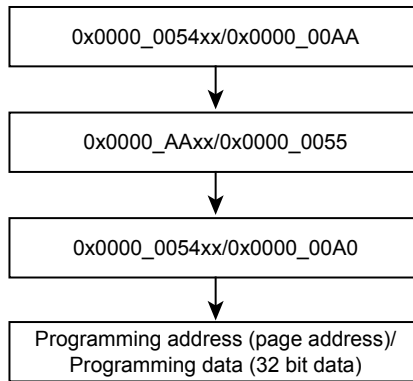 0x0000_0054xx/0x0000_00AA
0x0000_AAxx/0x0000_0055
0x0000_0054xx/0x0000_00A0
Programming address (page address)/
Programming data (32 bit data)